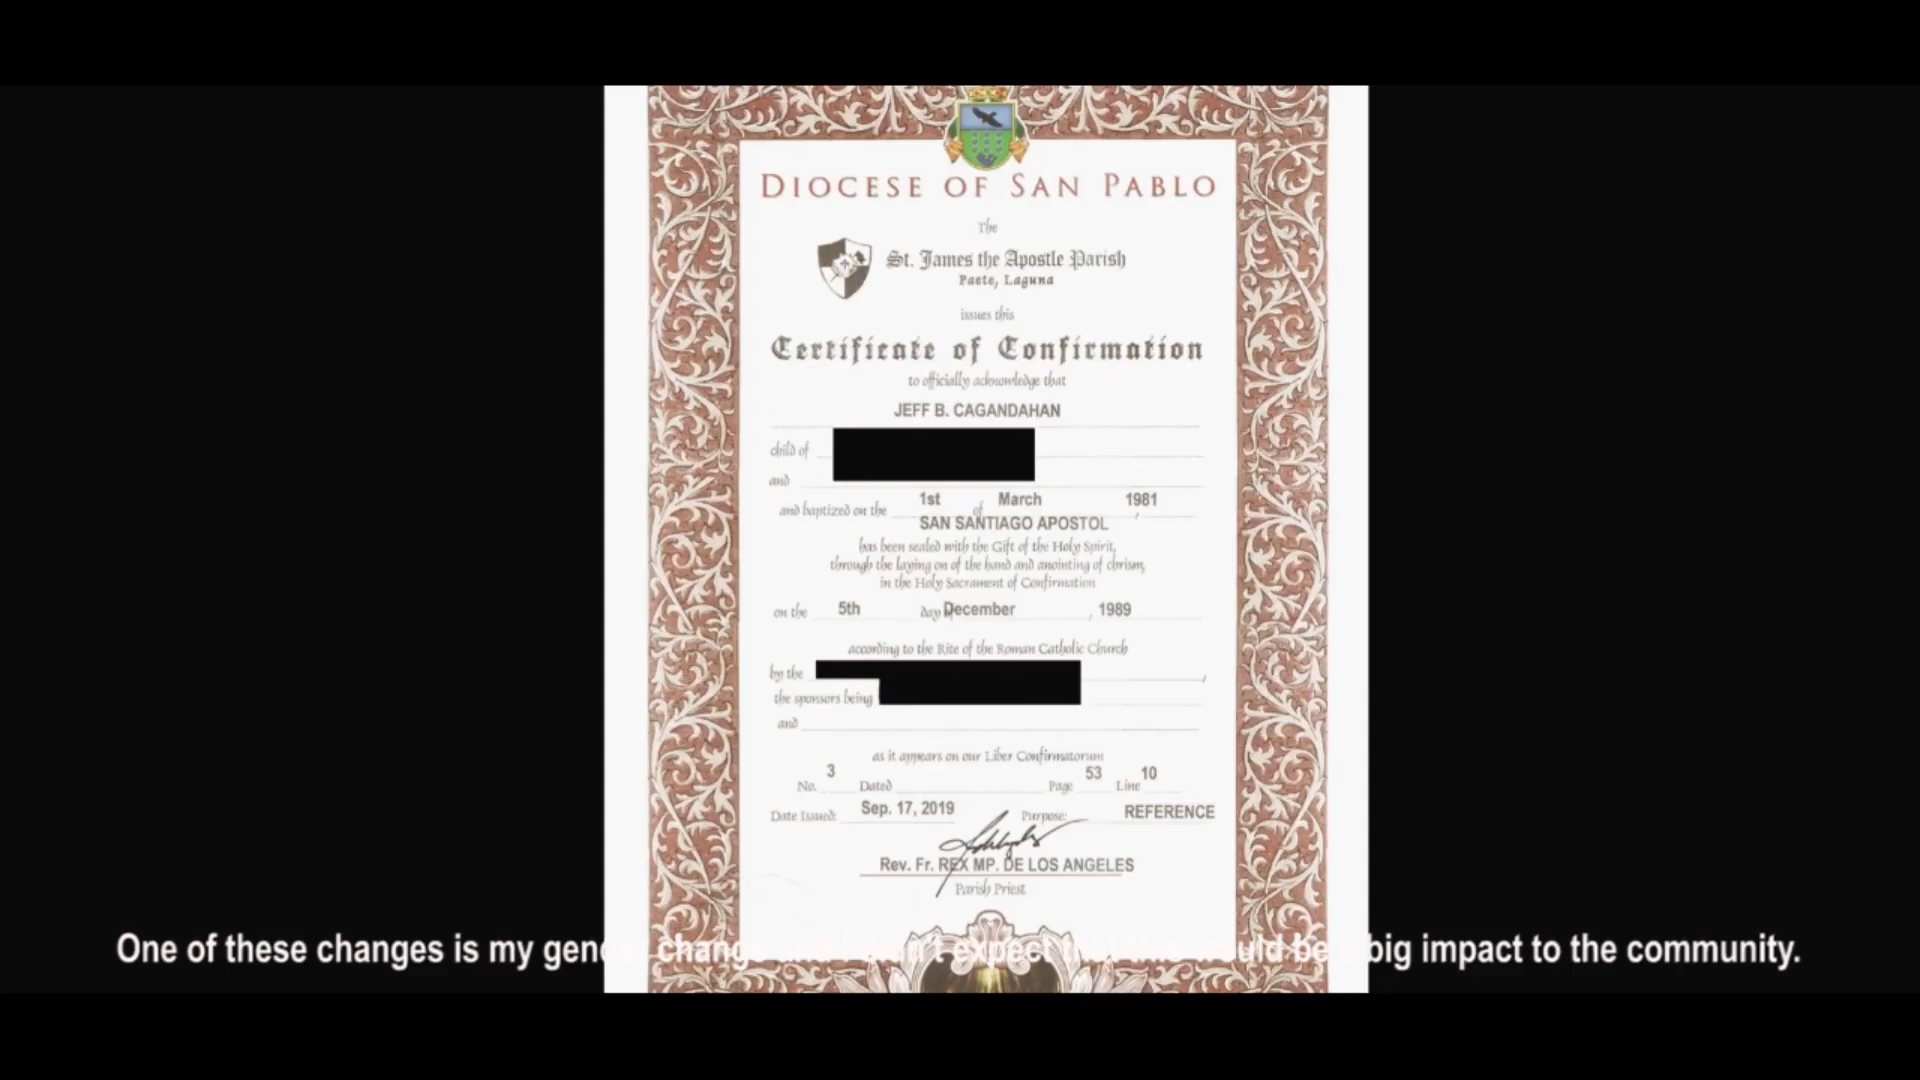 DIOCESE OF SAN PABLO
The
St. James the Apostle Parish
Paete, Laguna
issues this
Certificate of Confirmation
to officially acknowledge that
JEFF B. CAGANDAHAN
child of
and
and baptized on the 1st of March , 1981
SAN SANTIAGO APOSTOL
has been sealed with the Gift of the Holy Spirit,
through the laying on of the hand and anointing of chrism,
in the Holy Sacrament of Confirmation
on the 5th day December , 1989
according to the Rite of the Roman Catholic Church
by the ,
the sponsors being
and
as it appears on our Liber Confirmatorum
No. 3 Dated Page 53 Line 10
Date Issued: Sep. 17, 2019 Purpose: REFERENCE
Rev. Fr. REX MP. DE LOS ANGELES
Parish Priest
One of these changes is my gender change expect that this would be big impact to the community.